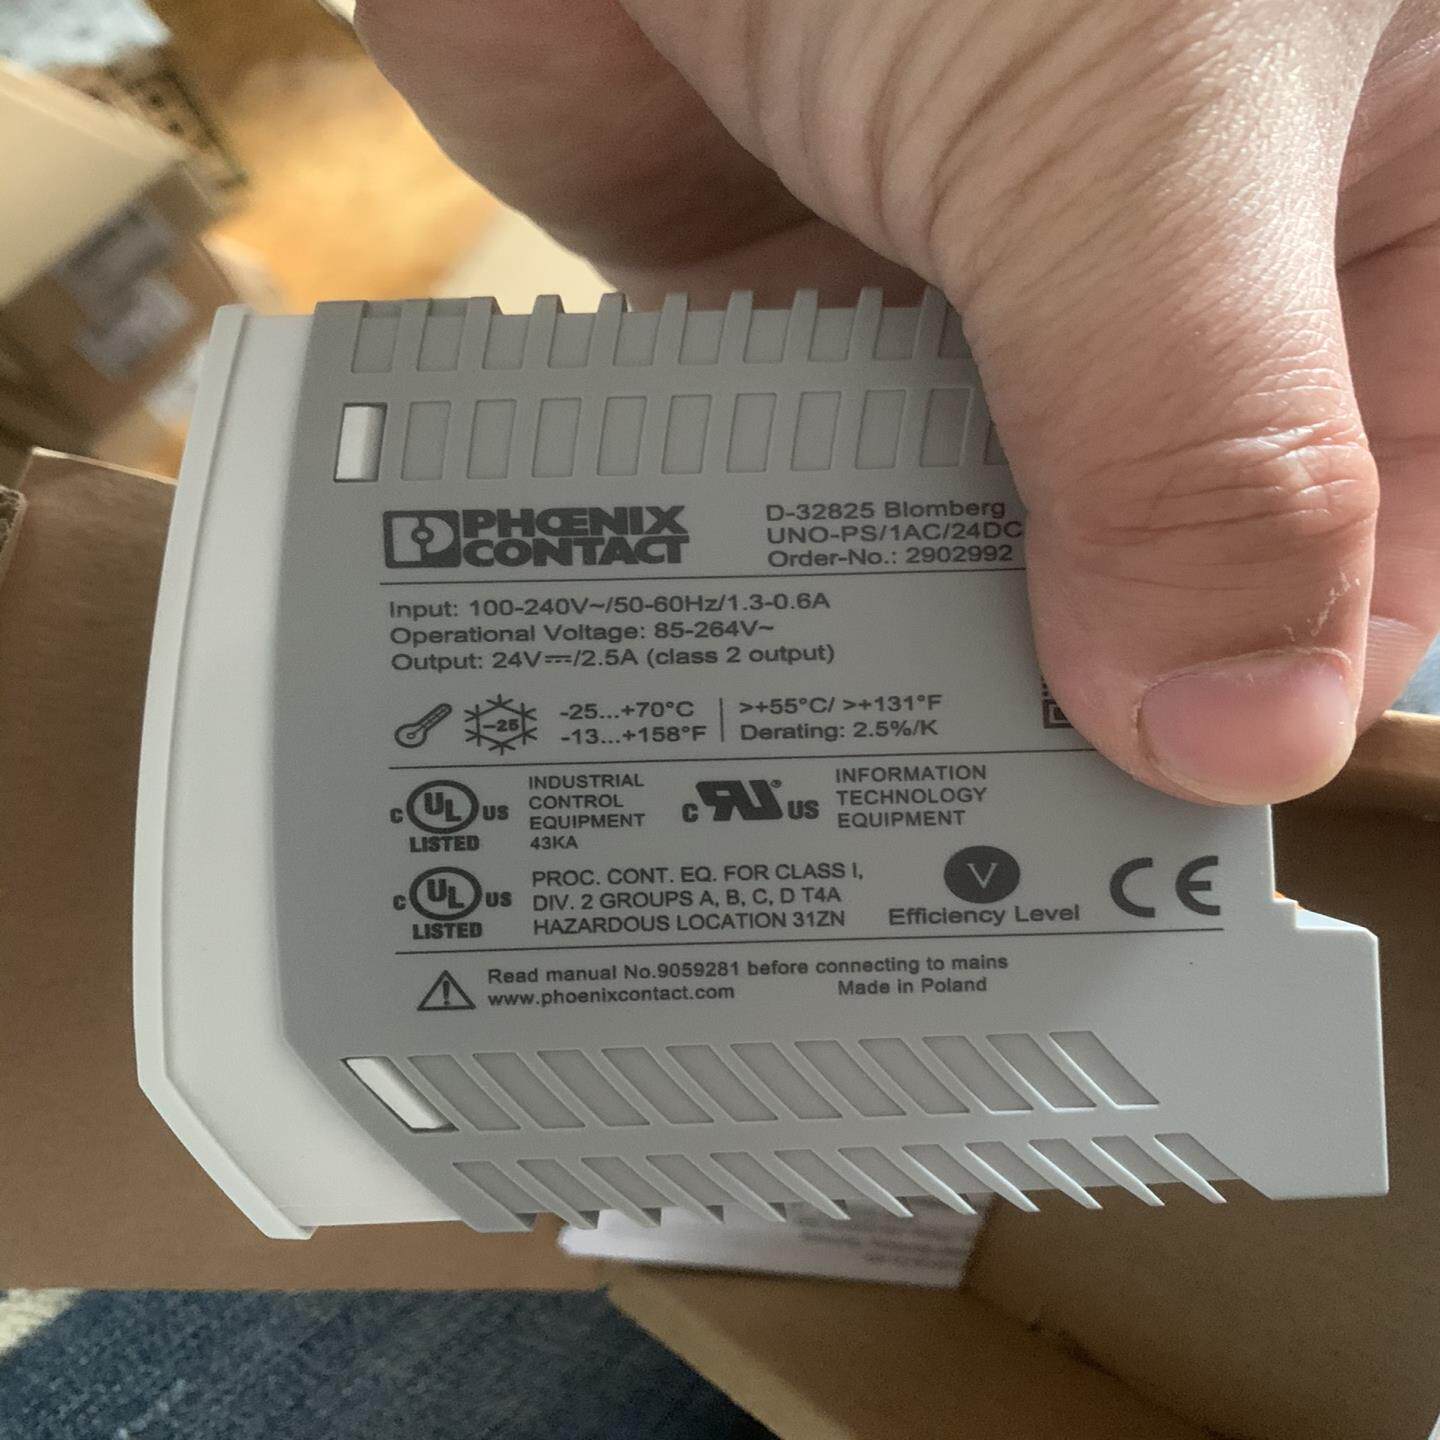 PHŒNIX
CONTACT
D-32825 Blomberg
UNO-PS/1AC/24DC
Order-No.: 2902992
Input: 100-240V~/50-60Hz/1.3-0.6A
Operational Voltage: 85-264V~
Output: 24V⎓/2.5A (class 2 output)
-25
-25...+70°C
-13...+158°F
>+55°C/ >+131°F
Derating: 2.5%/K
C UL US
LISTED
INDUSTRIAL
CONTROL
EQUIPMENT
43KA
C RU® US
INFORMATION
TECHNOLOGY
EQUIPMENT
C UL US
LISTED
PROC. CONT. EQ. FOR CLASS I,
DIV. 2 GROUPS A, B, C, D T4A
HAZARDOUS LOCATION 31ZN
V
Efficiency Level
CE
Read manual No.9059281 before connecting to mains
www.phoenixcontact.com
Made in Poland